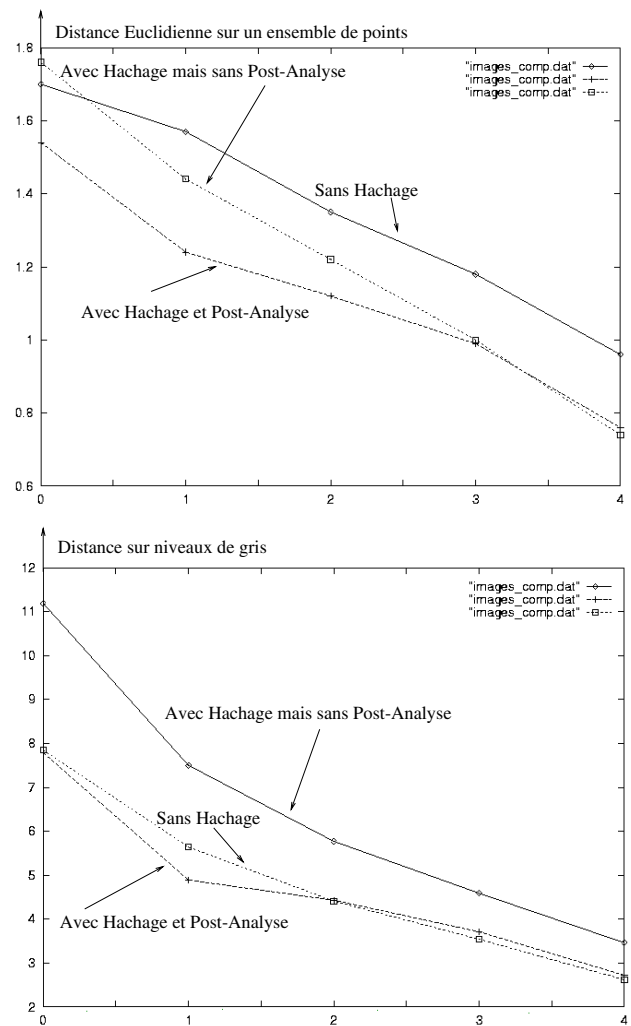 Distance Euclidienne sur un ensemble de points
1.8
Avec Hachage mais sans Post-Analyse
"images_comp.dat"
"images_comp.dat"
"images_comp.dat"
1.6
Sans Hachage
1.4
1.2
Avec Hachage et Post-Analyse
1
0.8
0.6
0 1 2 3 4
Distance sur niveaux de gris
12
"images_comp.dat"
"images_comp.dat"
"images_comp.dat"
11
10
9
Avec Hachage mais sans Post-Analyse
8
7
6
Sans Hachage
5
4
Avec Hachage et Post-Analyse
3
2
0 1 2 3 4